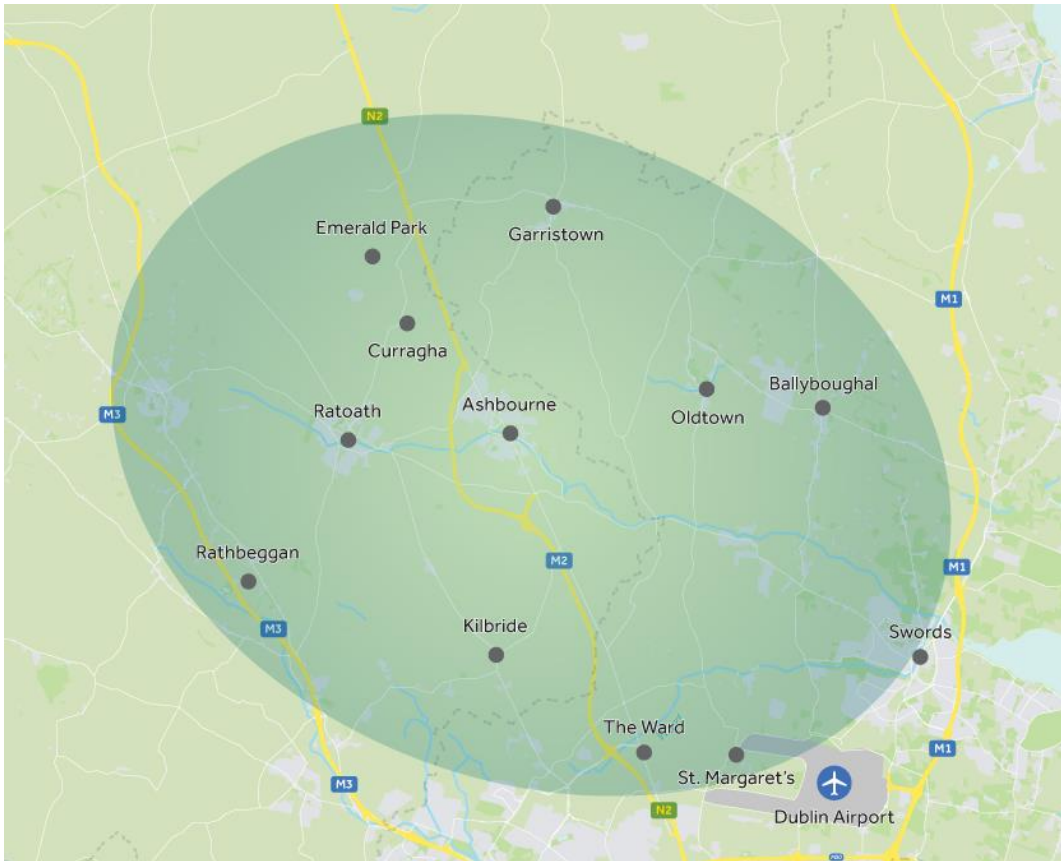 N2
Emerald Park
Garristown
M1
Curragha
Ballyboughal
Ratoath
Ashbourne
Oldtown
M3
Rathbeggan
M2
M1
M3
Kilbride
Swords
The Ward
M1
St. Margaret's
M3
N2
Dublin Airport
M50